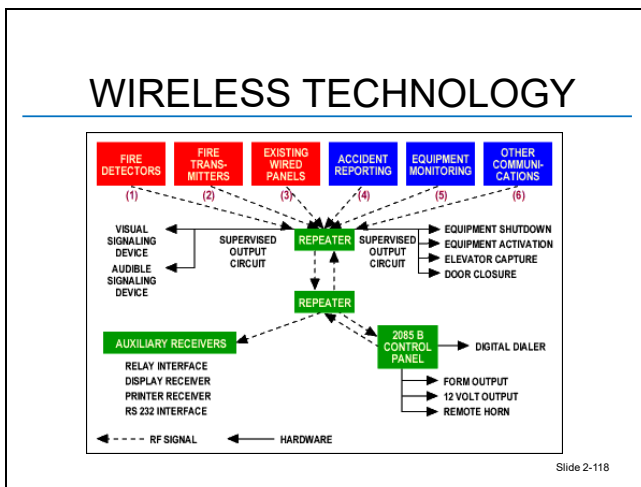 WIRELESS TECHNOLOGY
FIRE
DETECTORS
FIRE
TRANS-
MITTERS
EXISTING
WIRED
PANELS
ACCIDENT
REPORTING
EQUIPMENT
MONITORING
OTHER
COMMUNI-
CATIONS
(1)
(2)
(3)
(4)
(5)
(6)
VISUAL
SIGNALING
DEVICE
AUDIBLE
SIGNALING
DEVICE
SUPERVISED
OUTPUT
CIRCUIT
REPEATER
SUPERVISED
OUTPUT
CIRCUIT
EQUIPMENT SHUTDOWN
EQUIPMENT ACTIVATION
ELEVATOR CAPTURE
DOOR CLOSURE
REPEATER
AUXILIARY RECEIVERS
RELAY INTERFACE
DISPLAY RECEIVER
PRINTER RECEIVER
RS 232 INTERFACE
2085 B
CONTROL
PANEL
DIGITAL DIALER
FORM OUTPUT
12 VOLT OUTPUT
REMOTE HORN
RF SIGNAL
HARDWARE
Slide 2-118